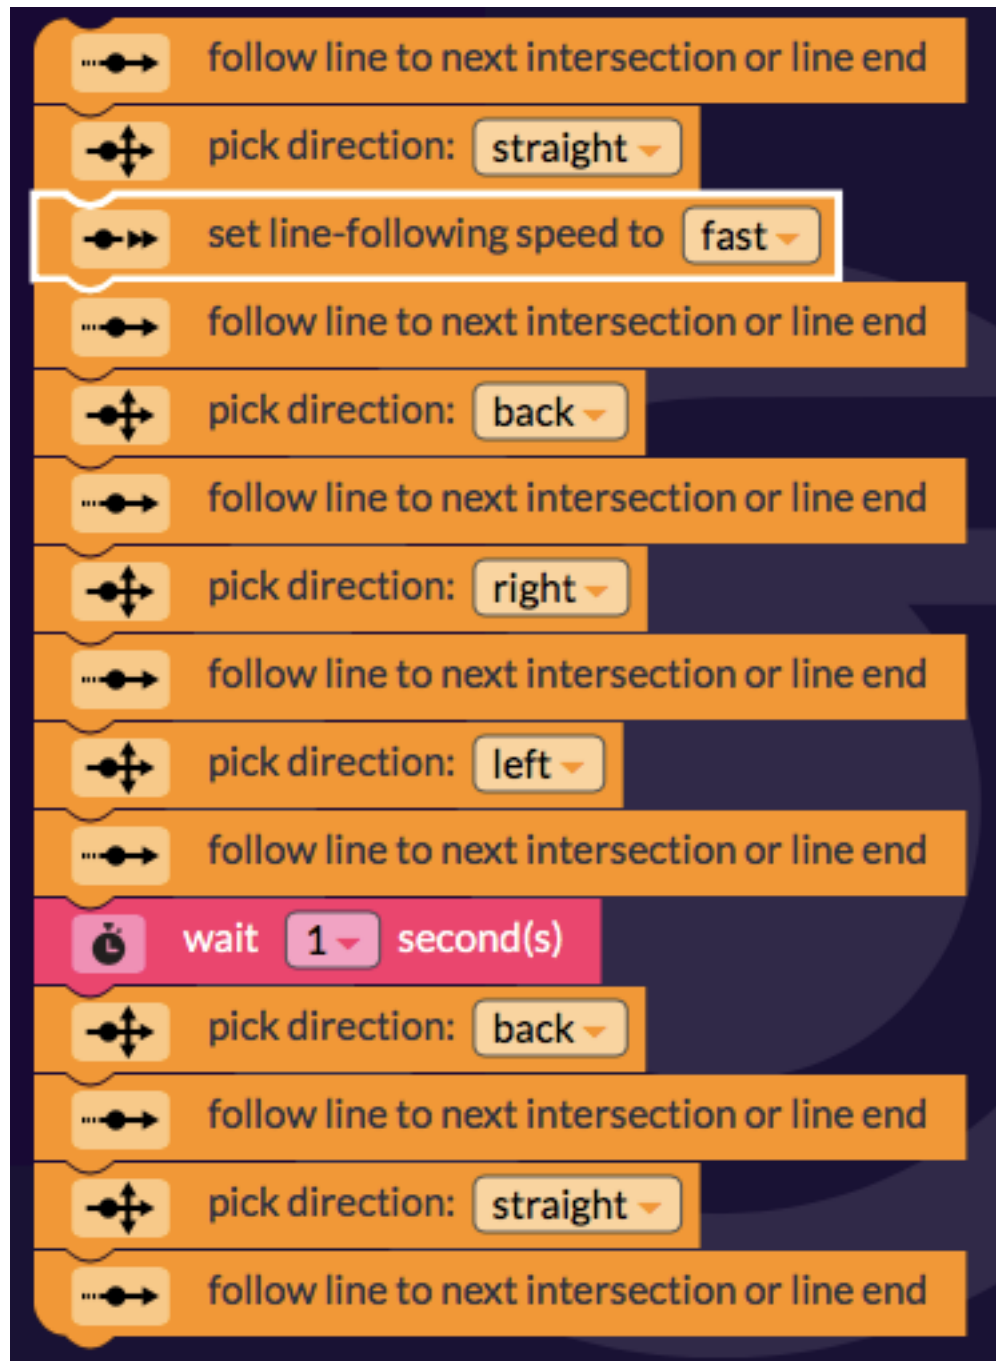 follow line to next intersection or line end
pick direction: straight
set line-following speed to fast
follow line to next intersection or line end
pick direction: back
follow line to next intersection or line end
pick direction: right
follow line to next intersection or line end
pick direction: left
follow line to next intersection or line end
wait 1 second(s)
pick direction: back
follow line to next intersection or line end
pick direction: straight
follow line to next intersection or line end